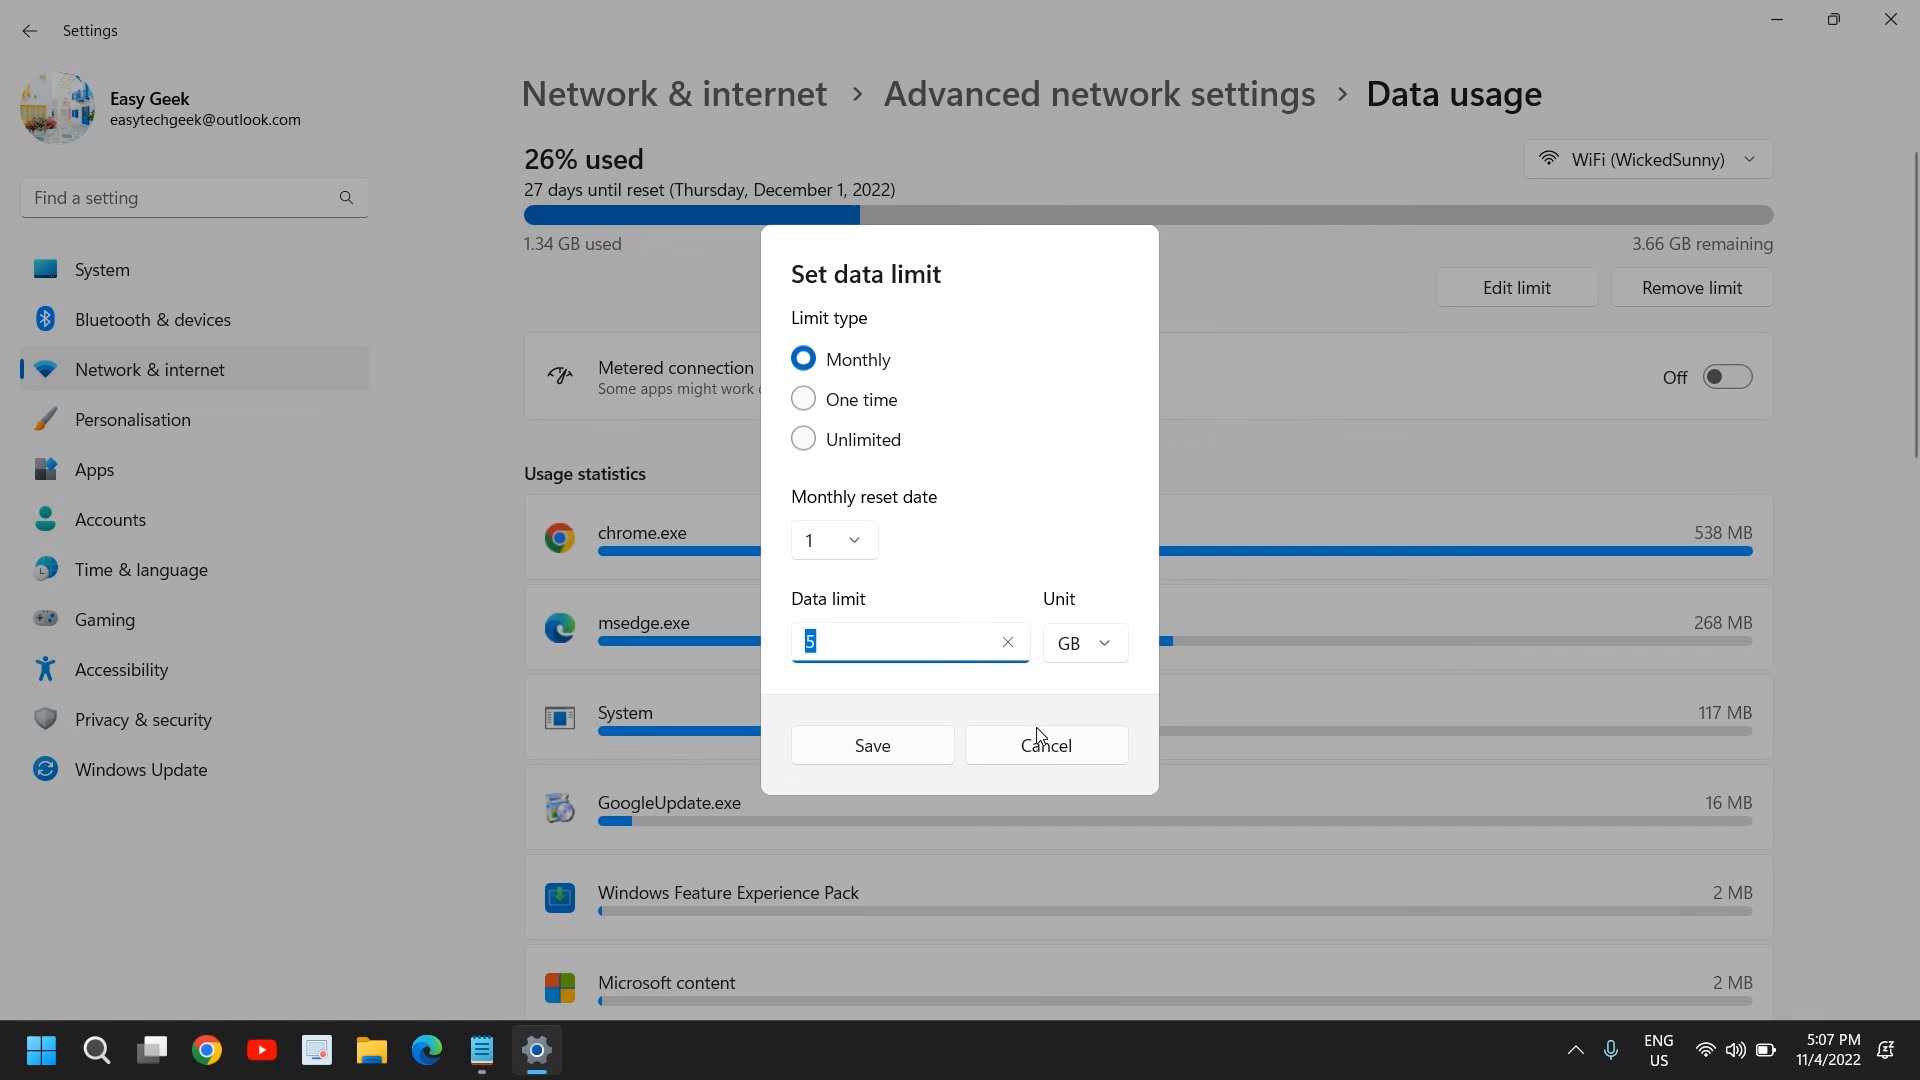 Settings
Easy Geek
easytechgeek@outlook.com
Find a setting
System
Bluetooth & devices
Network & internet
Personalisation
Apps
Accounts
Time & language
Gaming
Accessibility
Privacy & security
Windows Update
Network & internet > Advanced network settings > Data usage
26% used
WiFi (WickedSunny)
27 days until reset (Thursday, December 1, 2022)
1.34 GB used
3.66 GB remaining
Edit limit
Remove limit
Metered connection
Some apps might work
Off
Usage statistics
chrome.exe
538 MB
msedge.exe
268 MB
System
117 MB
GoogleUpdate.exe
16 MB
Windows Feature Experience Pack
2 MB
Microsoft content
2 MB
Set data limit
Limit type
Monthly
One time
Unlimited
Monthly reset date
1
Data limit
Unit
5
GB
Save
Cancel
ENG
US
5:07 PM
11/4/2022